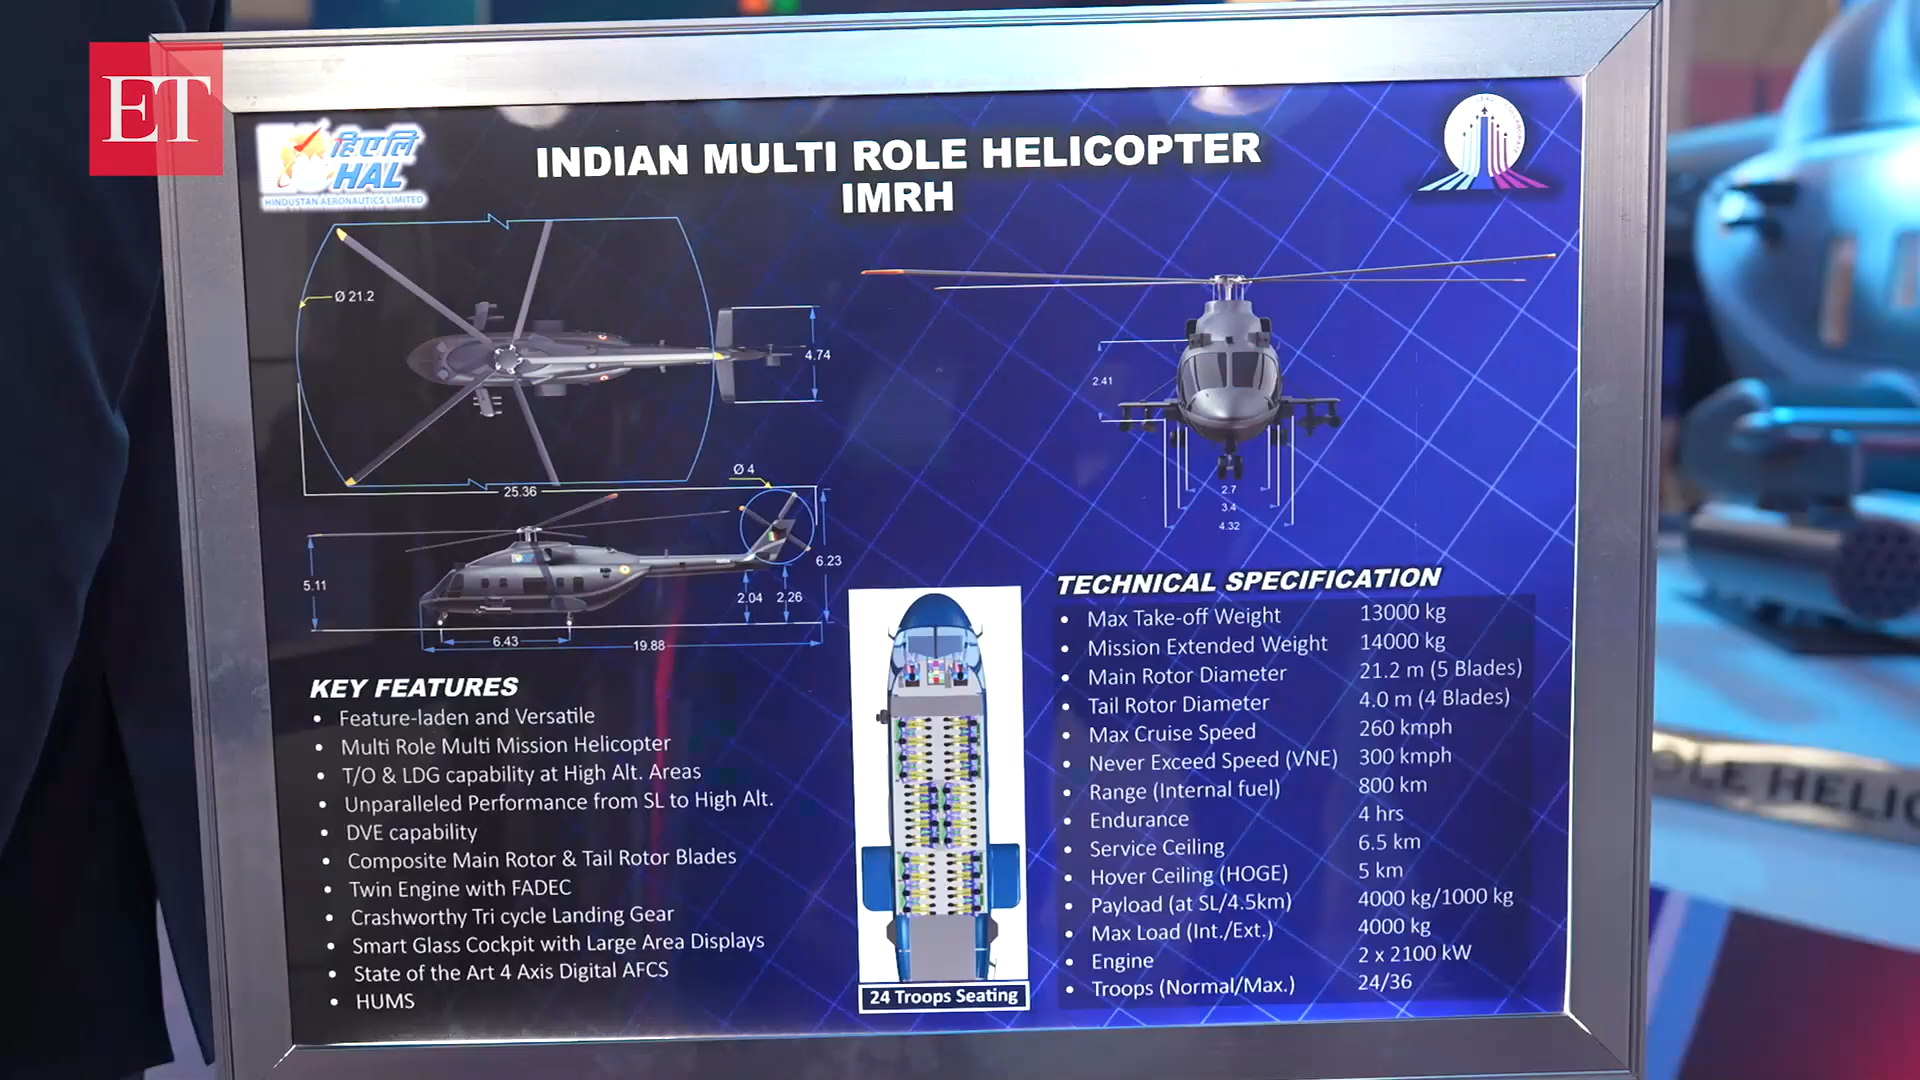 ET
हिएलि
HAL
HINDUSTAN AERONAUTICS LIMITED
INDIAN MULTI ROLE HELICOPTER
IMRH
Ø 21.2
4.74
25.36
Ø 4
5.11
6.23
2.04
2.26
6.43
19.88
2.41
2.7
3.4
4.32
KEY FEATURES
• Feature-laden and Versatile
• Multi Role Multi Mission Helicopter
• T/O & LDG capability at High Alt. Areas
• Unparalleled Performance from SL to High Alt.
• DVE capability
• Composite Main Rotor & Tail Rotor Blades
• Twin Engine with FADEC
• Crashworthy Tri cycle Landing Gear
• Smart Glass Cockpit with Large Area Displays
• State of the Art 4 Axis Digital AFCS
• HUMS
24 Troops Seating
TECHNICAL SPECIFICATION
• Max Take-off Weight 13000 kg
• Mission Extended Weight 14000 kg
• Main Rotor Diameter 21.2 m (5 Blades)
• Tail Rotor Diameter 4.0 m (4 Blades)
• Max Cruise Speed 260 kmph
• Never Exceed Speed (VNE) 300 kmph
• Range (Internal fuel) 800 km
• Endurance 4 hrs
• Service Ceiling 6.5 km
• Hover Ceiling (HOGE) 5 km
• Payload (at SL/4.5km) 4000 kg/1000 kg
• Max Load (Int./Ext.) 4000 kg
• Engine 2 x 2100 kW
• Troops (Normal/Max.) 24/36